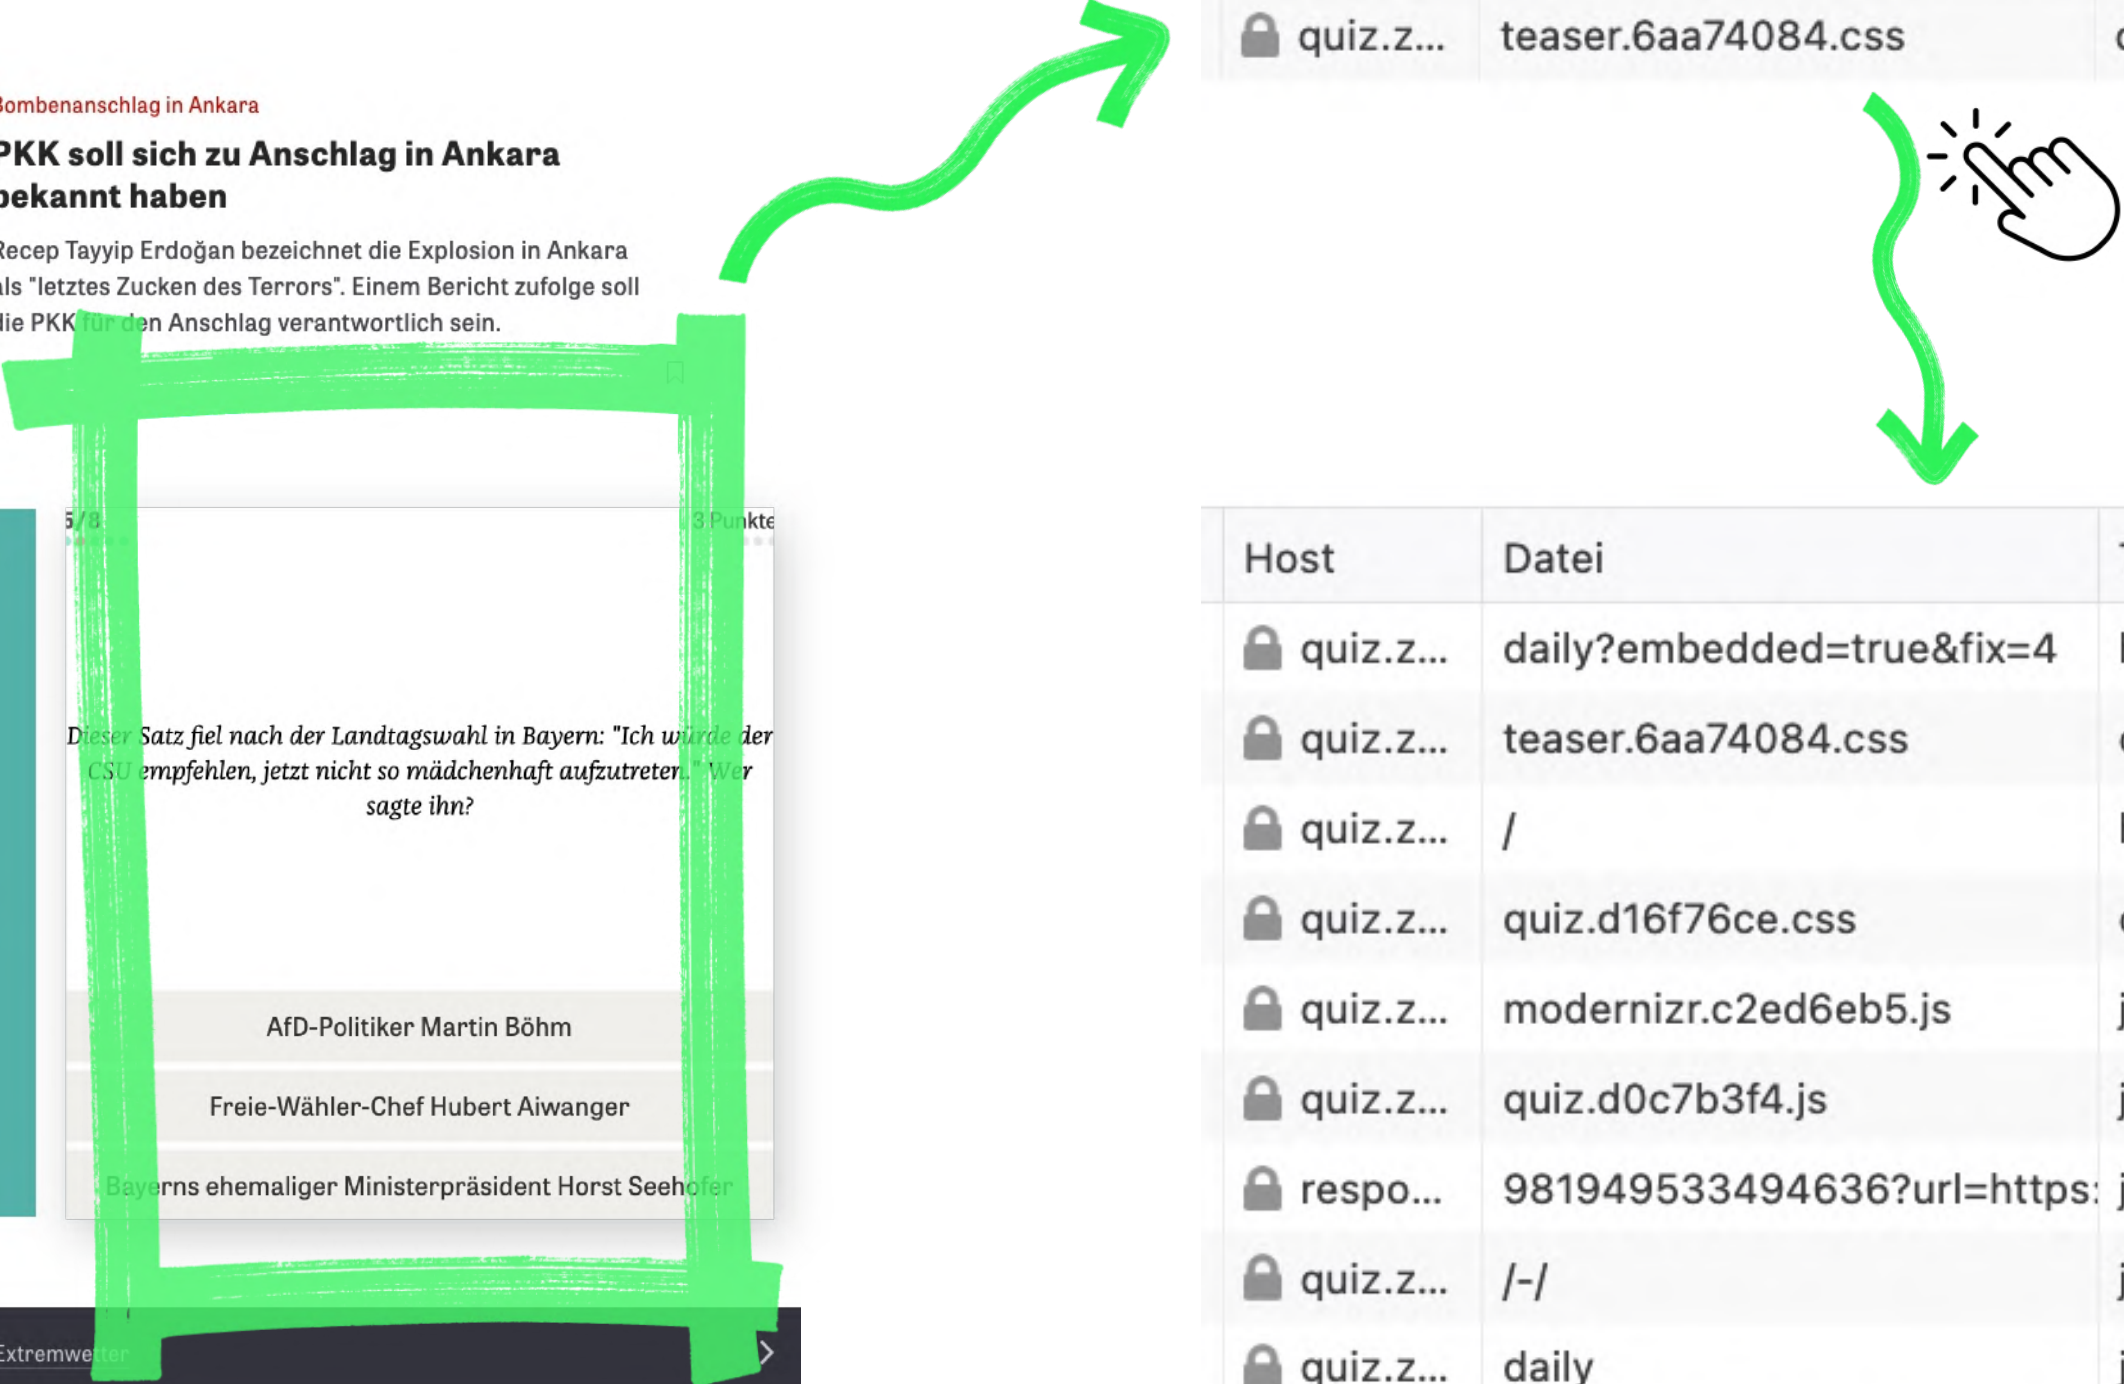 Bombenanschlag in Ankara
PKK soll sich zu Anschlag in Ankara
bekannt haben
Recep Tayyip Erdoğan bezeichnet die Explosion in Ankara
als "letztes Zucken des Terrors". Einem Bericht zufolge soll
die PKK für den Anschlag verantwortlich sein.
5/8
3 Punkte
Dieser Satz fiel nach der Landtagswahl in Bayern: "Ich würde der
CSU empfehlen, jetzt nicht so mädchenhaft aufzutreten." Wer
sagte ihn?
AfD-Politiker Martin Böhm
Freie-Wähler-Chef Hubert Aiwanger
Bayerns ehemaliger Ministerpräsident Horst Seehofer
Extremwetter
quiz.z... teaser.6aa74084.css
Host Datei
quiz.z... daily?embedded=true&fix=4
quiz.z... teaser.6aa74084.css
quiz.z... /
quiz.z... quiz.d16f76ce.css
quiz.z... modernizr.c2ed6eb5.js
quiz.z... quiz.d0c7b3f4.js
respo... 981949533494636?url=https:
quiz.z... /-/
quiz.z... daily